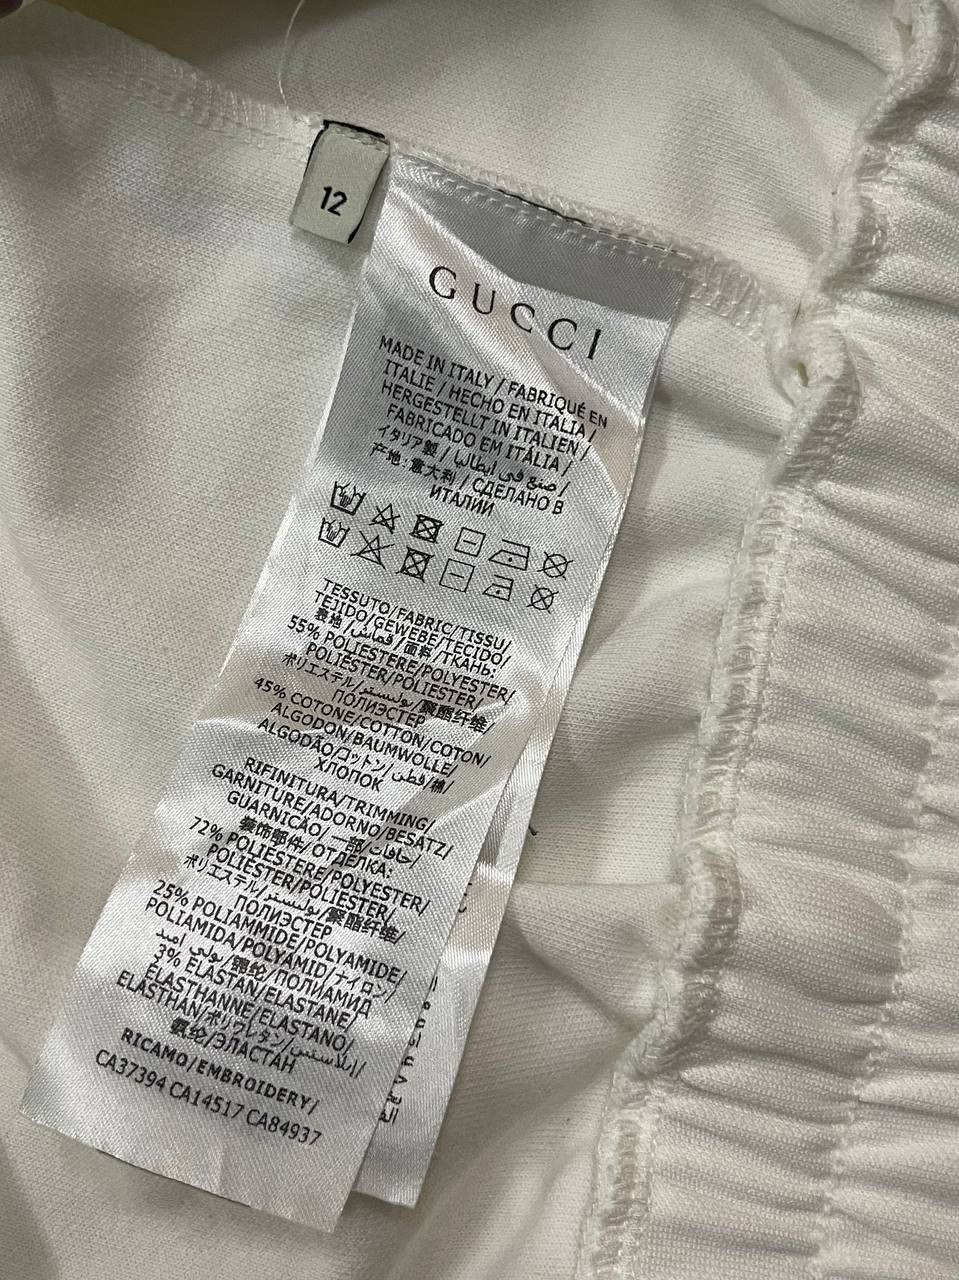 12
GUCCI
MADE IN ITALY / FABRIQUÉ EN
ITALIE / HECHO EN ITALIA /
HERGESTELLT IN ITALIEN /
FABRICADO EM ITÁLIA /
イタリア製 / صنع في ايطاليا /
产地:意大利 / СДЕЛАНО В
ИТАЛИИ
TESSUTO/FABRIC/TISSU/
TEJIDO/GEWEBE/TECIDO/
表地/قماش/面料/ТКАНЬ:
55% POLIESTERE/POLYESTER/
POLIÉSTER/POLIESTER/
ポリエステル/بوليستر/聚酯纤维/
ПОЛИЭСТЕР
45% COTONE/COTTON/COTON/
ALGODON/BAUMWOLLE/
ALGODÃO/コットン/قطن/棉/
ХЛОПОК
RIFINITURA/TRIMMING/
GARNITURE/ADORNO/BESATZ/
GUARNIÇÃO/一部/حافات/
装饰部件/ОТДЕЛКА:
72% POLIESTERE/POLYESTER/
POLIÉSTER/POLIESTER/
ポリエステル/بوليستر/聚酯纤维/
ПОЛИЭСТЕР
25% POLIAMMIDE/POLYAMIDE/
POLIAMIDA/POLYAMID/ナイロン/
بولي اميد/锦纶/ПОЛИАМИД
3% ELASTAN/ELASTANE/
ÉLASTHANNE/ELASTANO/
ELASTHAN/ポリウレタン/ايلاستين/
氨纶/ЭЛАСТАН
RICAMO/EMBROIDERY/
CA37394 CA14517 CA84937